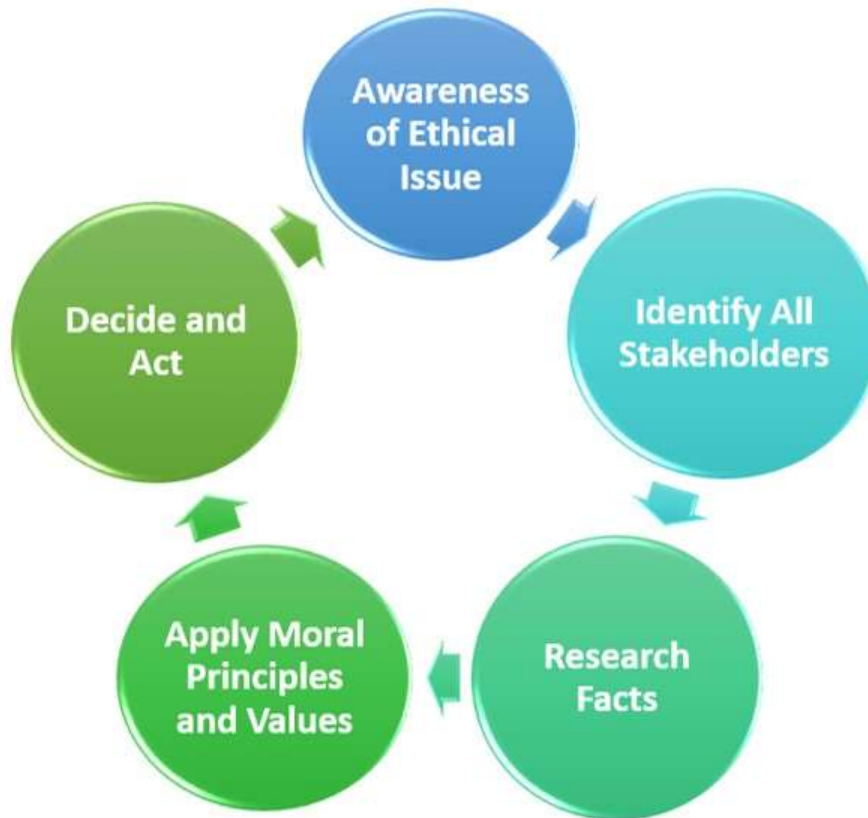 Awareness
of Ethical
Issue
Identify All
Stakeholders
Research
Facts
Apply Moral
Principles
and Values
Decide and
Act